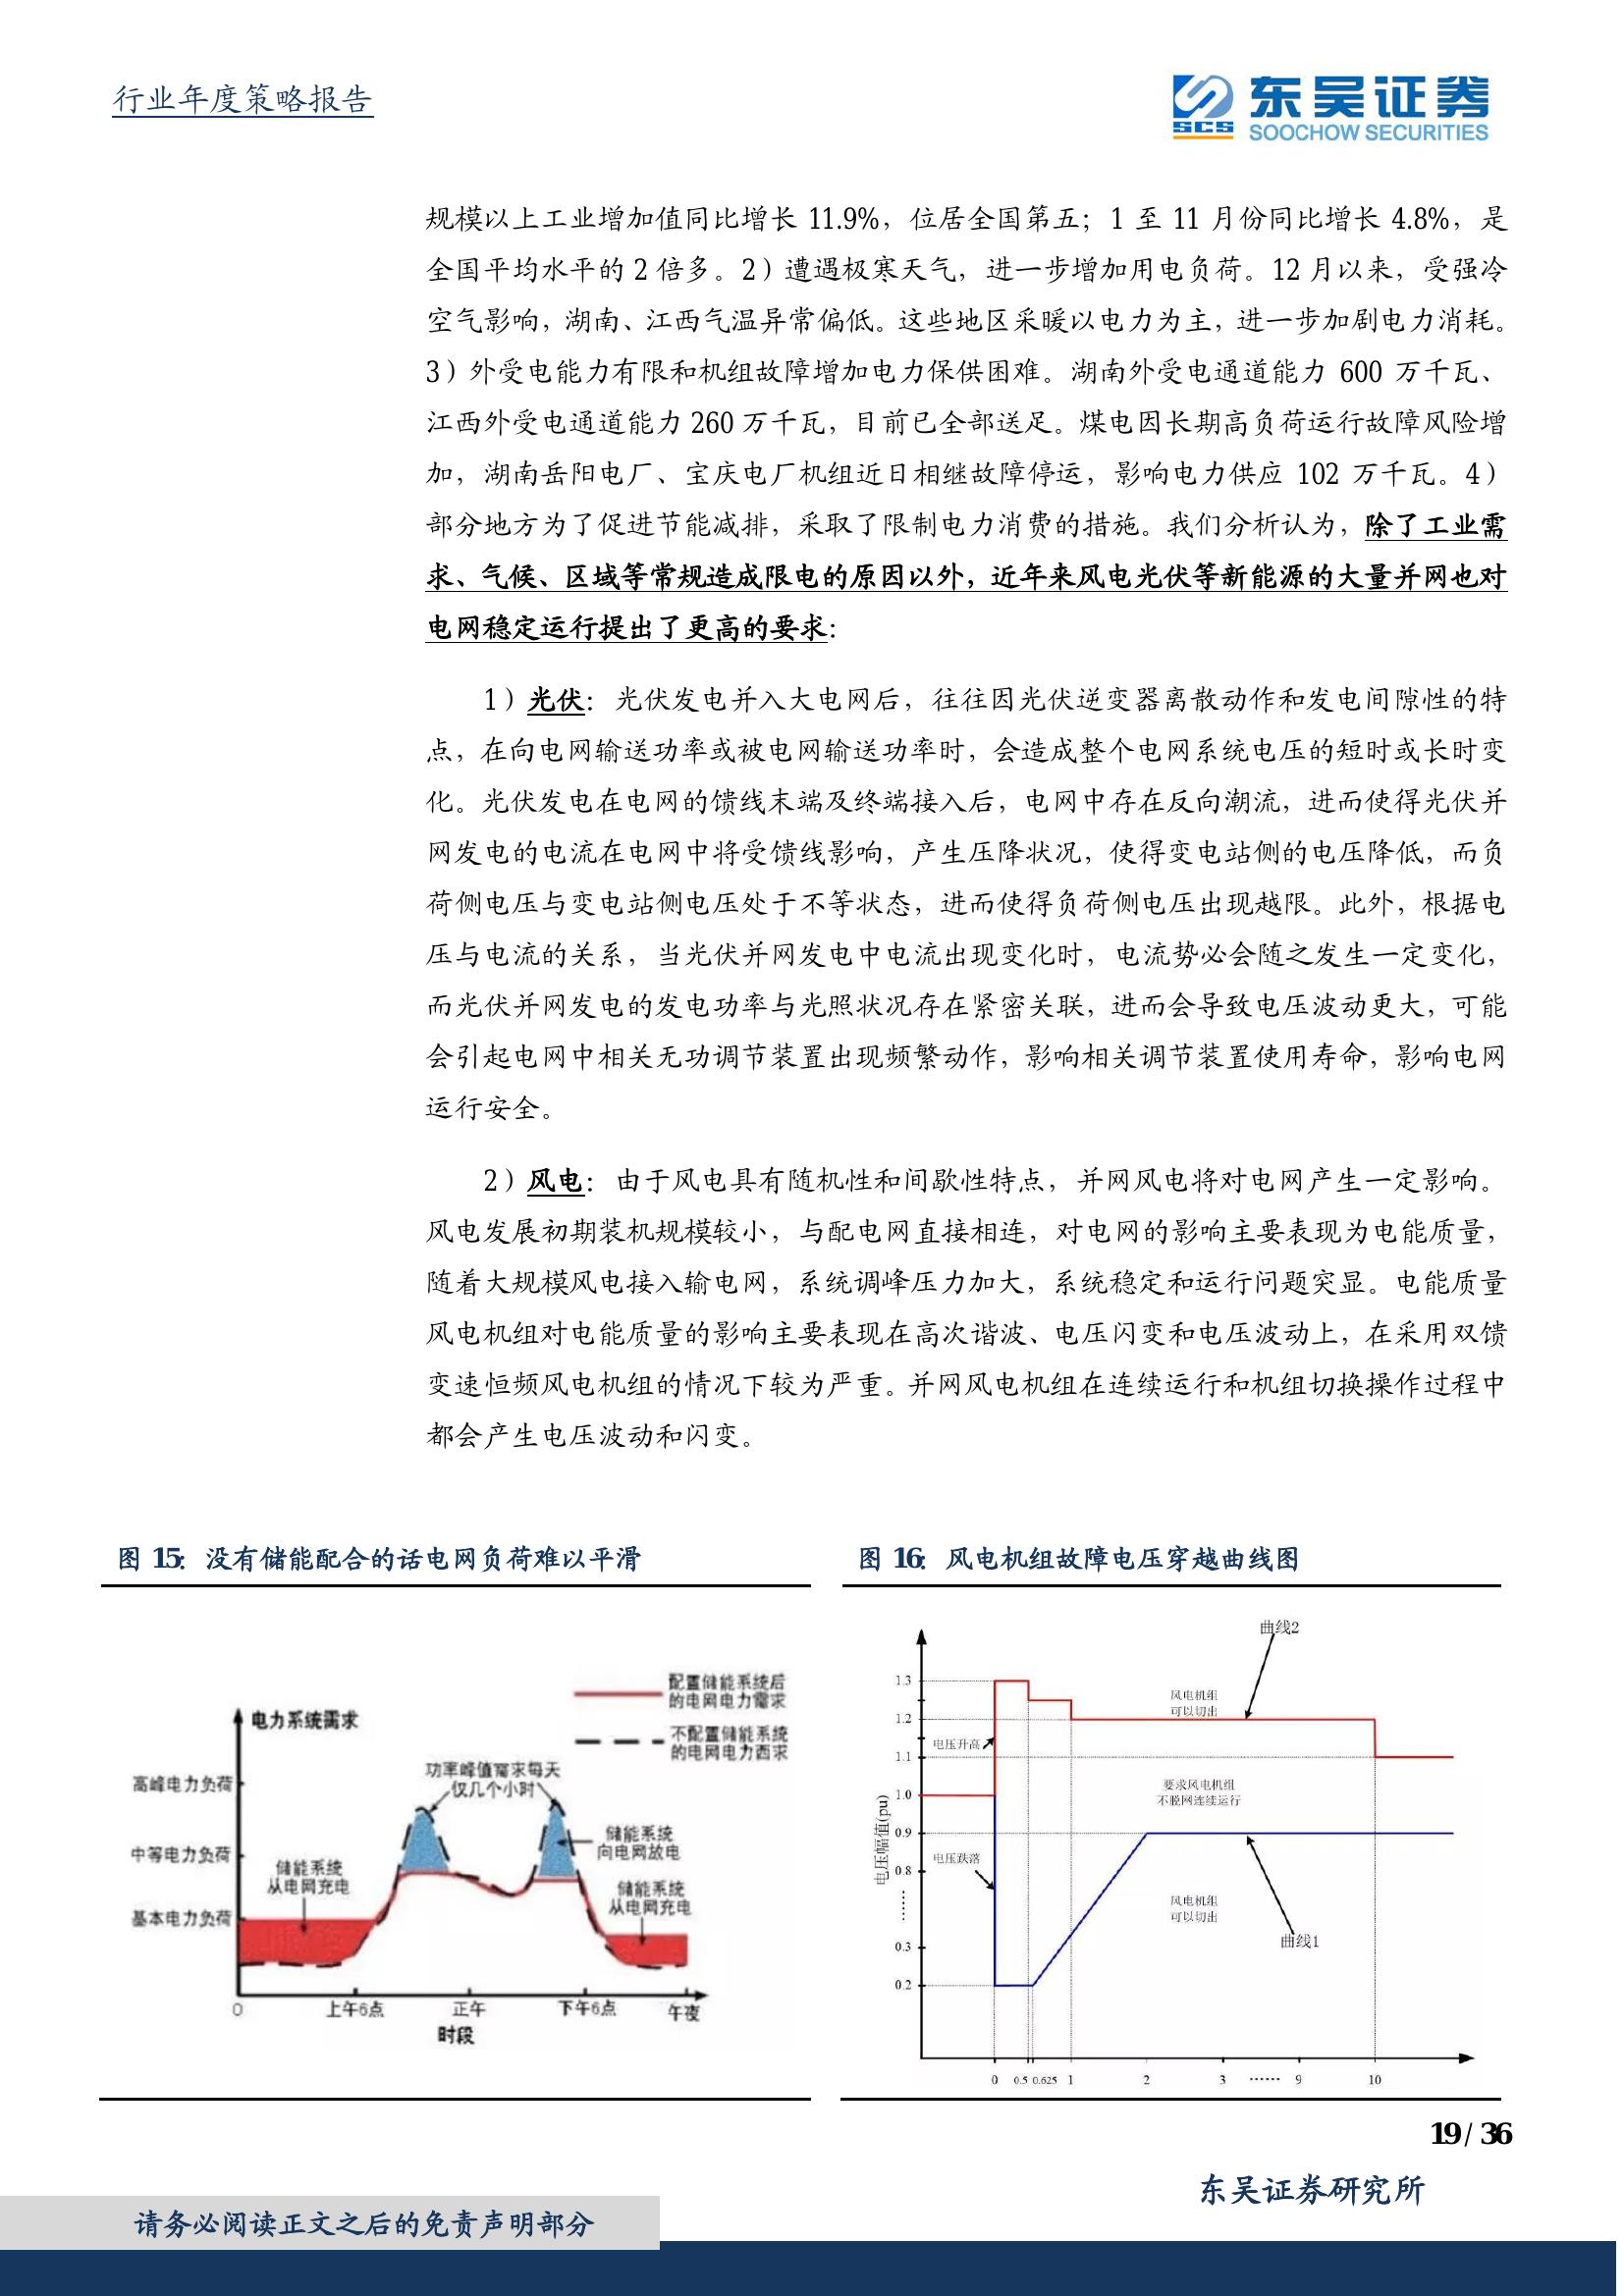 行业年度策略报告
东吴证券
SCS
SOOCHOW SECURITIES
规模以上工业增加值同比增长 11.9%，位居全国第五；1 至 11 月份同比增长 4.8%，是
全国平均水平的 2 倍多。2）遭遇极寒天气，进一步增加用电负荷。12 月以来，受强冷
空气影响，湖南、江西气温异常偏低。这些地区采暖以电力为主，进一步加剧电力消耗。
3）外受电能力有限和机组故障增加电力保供困难。湖南外受电通道能力 600 万千瓦、
江西外受电通道能力 260 万千瓦，目前已全部送足。煤电因长期高负荷运行故障风险增
加，湖南岳阳电厂、宝庆电厂机组近日相继故障停运，影响电力供应 102 万千瓦。4）
部分地方为了促进节能减排，采取了限制电力消费的措施。我们分析认为，除了工业需
求、气候、区域等常规造成限电的原因以外，近年来风电光伏等新能源的大量并网也对
电网稳定运行提出了更高的要求：
1）光伏：光伏发电并入大电网后，往往因光伏逆变器离散动作和发电间隙性的特
点，在向电网输送功率或被电网输送功率时，会造成整个电网系统电压的短时或长时变
化。光伏发电在电网的馈线末端及终端接入后，电网中存在反向潮流，进而使得光伏并
网发电的电流在电网中将受馈线影响，产生压降状况，使得变电站侧的电压降低，而负
荷侧电压与变电站侧电压处于不等状态，进而使得负荷侧电压出现越限。此外，根据电
压与电流的关系，当光伏并网发电中电流出现变化时，电流势必会随之发生一定变化，
而光伏并网发电的发电功率与光照状况存在紧密关联，进而会导致电压波动更大，可能
会引起电网中相关无功调节装置出现频繁动作，影响相关调节装置使用寿命，影响电网
运行安全。
2）风电：由于风电具有随机性和间歇性特点，并网风电将对电网产生一定影响。
风电发展初期装机规模较小，与配电网直接相连，对电网的影响主要表现为电能质量，
随着大规模风电接入输电网，系统调峰压力加大，系统稳定和运行问题突显。电能质量
风电机组对电能质量的影响主要表现在高次谐波、电压闪变和电压波动上，在采用双馈
变速恒频风电机组的情况下较为严重。并网风电机组在连续运行和机组切换操作过程中
都会产生电压波动和闪变。
图 15：没有储能配合的话电网负荷难以平滑
配置储能系统后
的电网电力需求
不配置储能系统
的电网电力西求
电力系统需求
功率峰值需求每天
仅几个小时
高峰电力负荷
中等电力负荷
基本电力负荷
储能系统
从电网充电
储能系统
向电网放电
储能系统
从电网充电
0
上午6点
正午
下午6点
午夜
时段
图 16：风电机组故障电压穿越曲线图
曲线2
1.3
1.2
1.1
1.0
0.9
0.8
......
0.3
0.2
电压幅值(pu)
风电机组
可以切出
电压升高
要求风电机组
不脱网连续运行
电压跌落
风电机组
可以切出
曲线1
0 0.5 0.625 1 2 3 ...... 9 10
19 / 36
东吴证券研究所
请务必阅读正文之后的免责声明部分